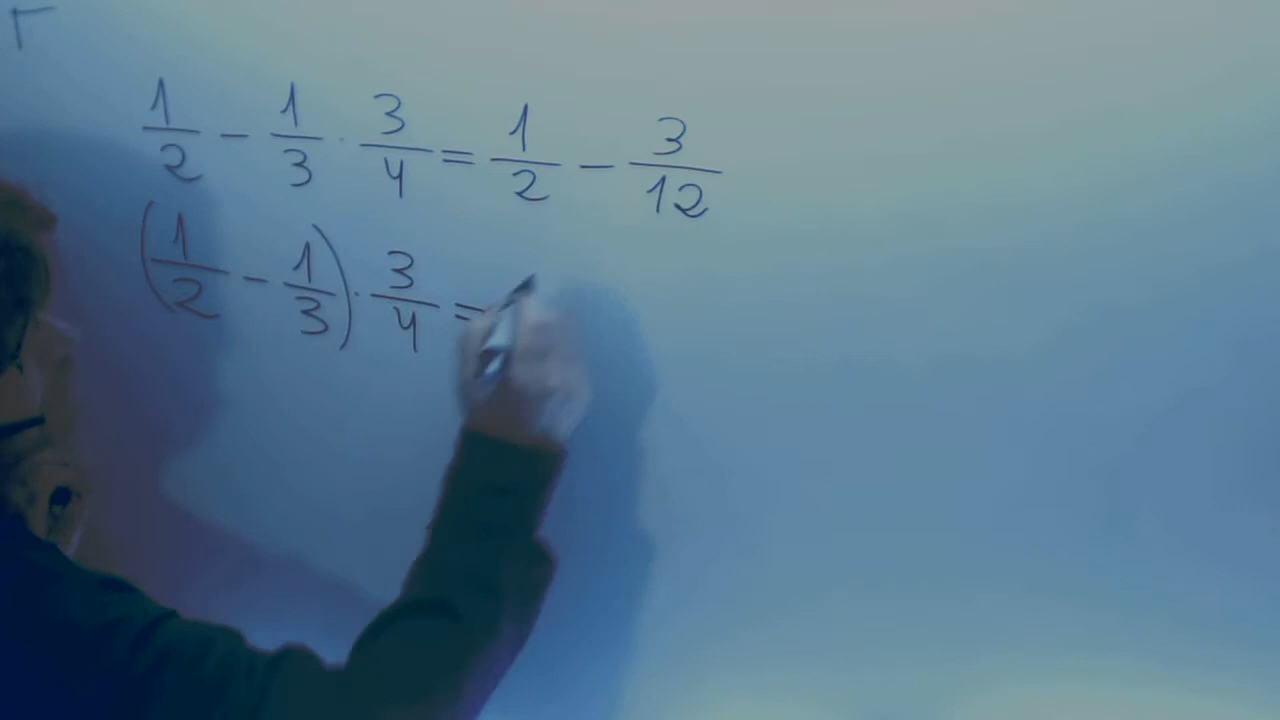 1/2 - 1/3 · 3/4 = 1/2 - 3/12
(1/2 - 1/3) · 3/4 =